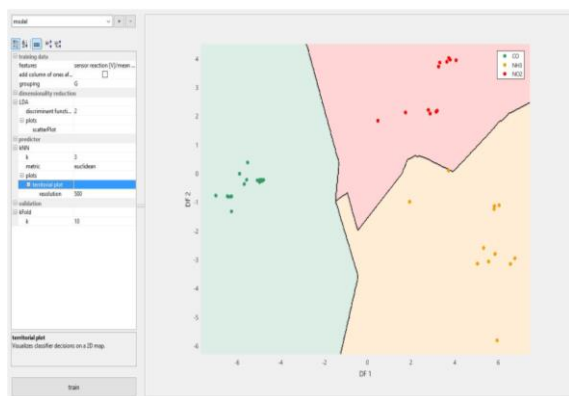 model
training data
features sensor reaction [V]/mean ...
add column of ones al...
grouping G
dimensionality reduction
LDA
discriminant functi... 2
plots
scatterPlot
predictor
kNN
k 3
metric euclidean
plots
territorial plot
resolution 500
validation
kFold
k 10
territorial plot
Visualizes classifier decisions on a 2D map.
train
DF 2
5
4
3
2
1
0
-1
-2
-3
-4
-5
-6
-6 -4 -2 0 2 4 6
DF 1
CO
NH3
NO2